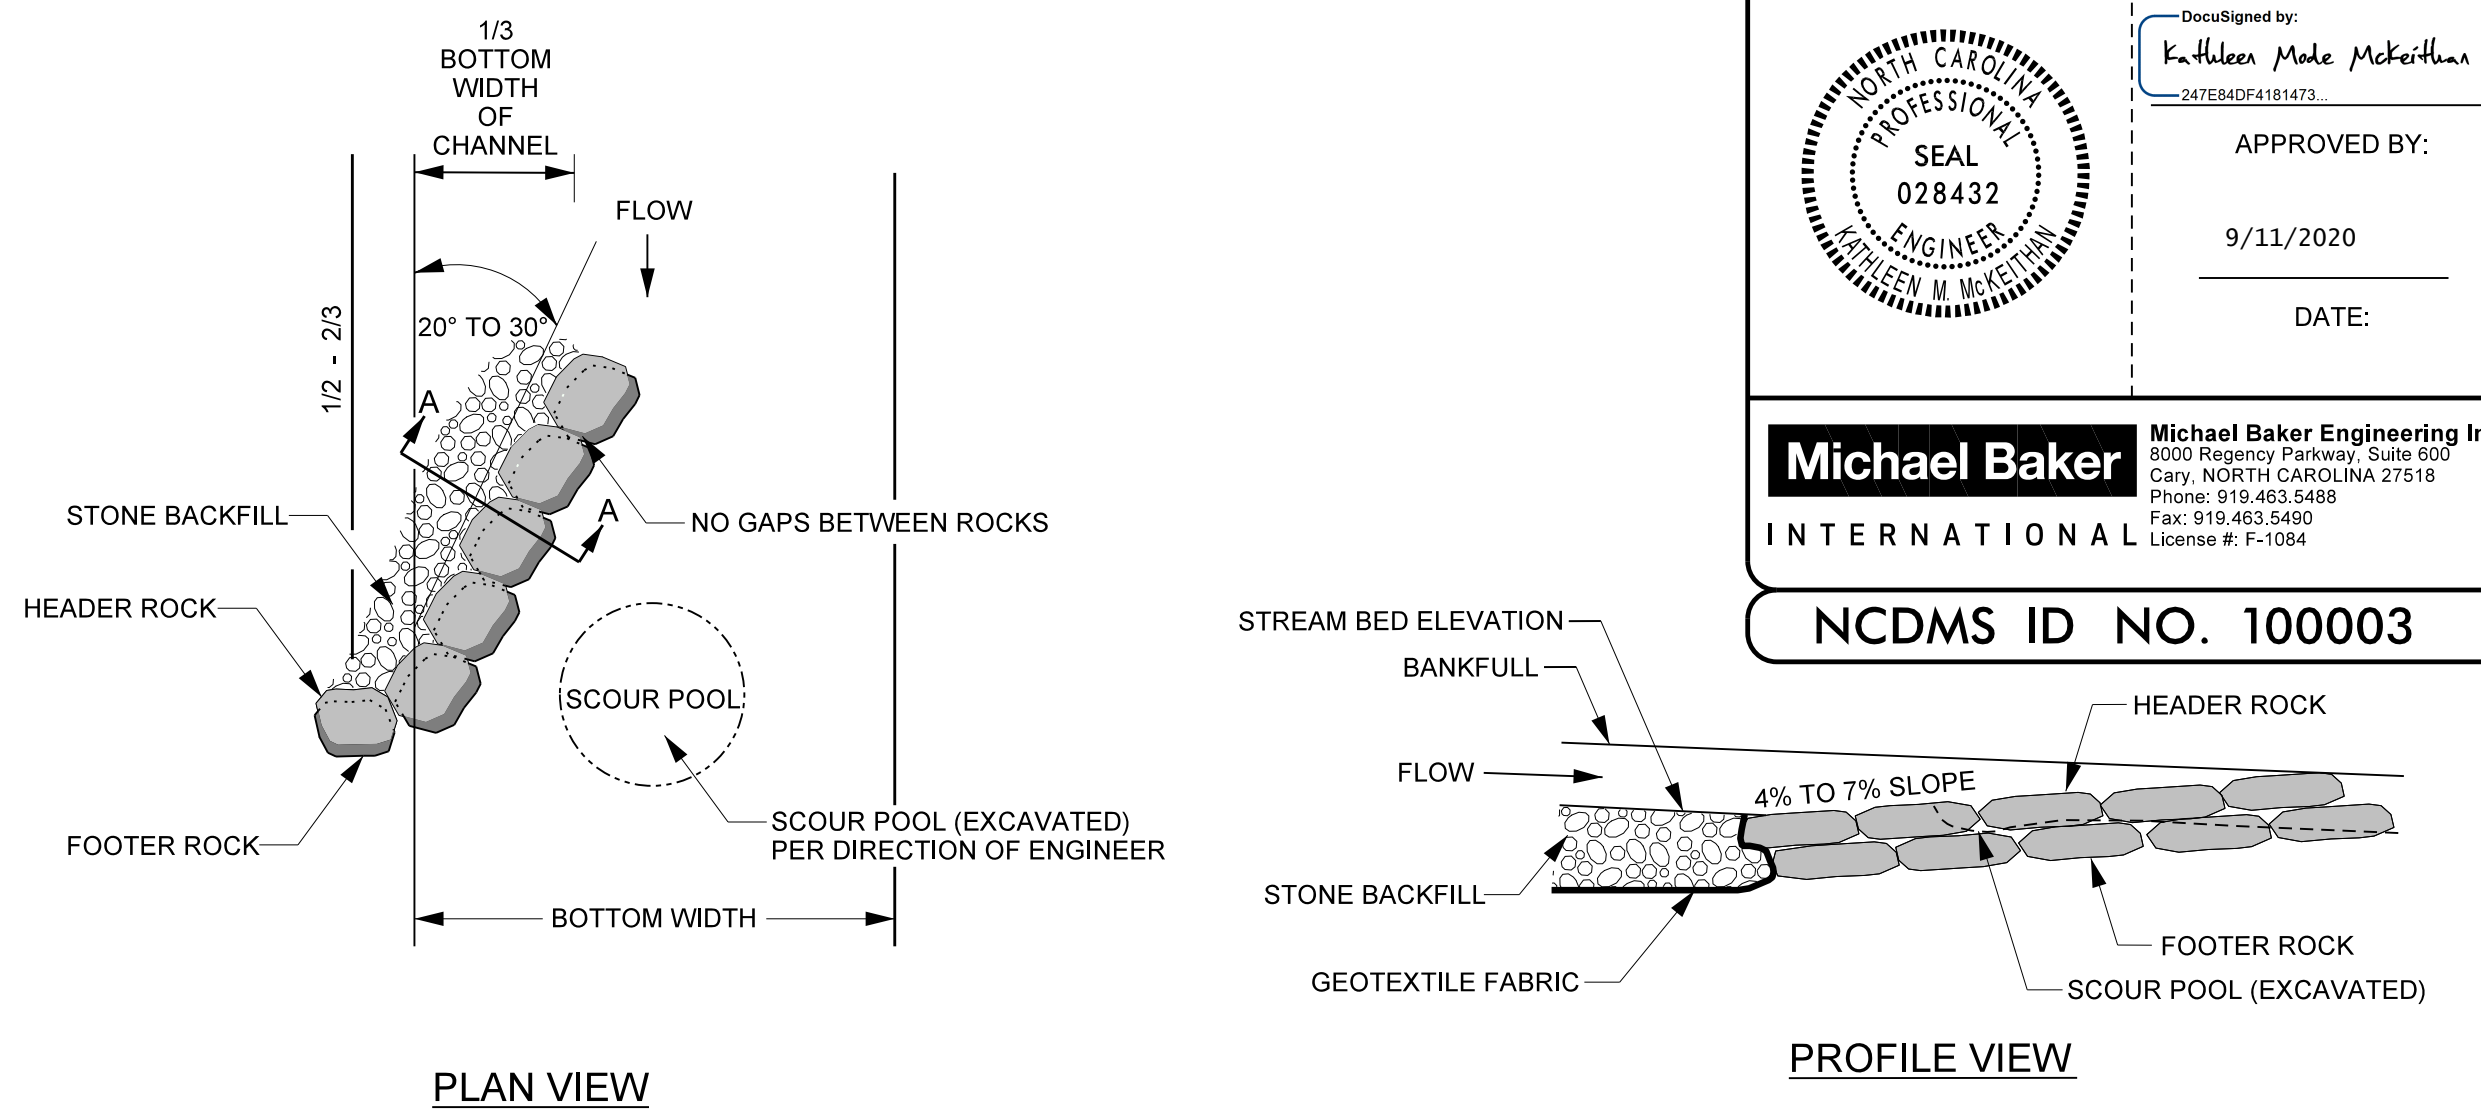 1/3
BOTTOM
WIDTH
OF
CHANNEL
FLOW
20° TO 30°
1/2 - 2/3
A
A
STONE BACKFILL
NO GAPS BETWEEN ROCKS
HEADER ROCK
SCOUR POOL
FOOTER ROCK
SCOUR POOL (EXCAVATED)
PER DIRECTION OF ENGINEER
BOTTOM WIDTH
PLAN VIEW
NORTH CAROLINA
PROFESSIONAL
SEAL
028432
ENGINEER
KATHLEEN M. McKEITHAN
DocuSigned by:
Kathleen Mode McKeithan
247E84DF4181473...
APPROVED BY:
9/11/2020
DATE:
Michael Baker
INTERNATIONAL
Michael Baker Engineering In
8000 Regency Parkway, Suite 600
Cary, NORTH CAROLINA 27518
Phone: 919.463.5488
Fax: 919.463.5490
License #: F-1084
NCDMS ID NO. 100003
STREAM BED ELEVATION
BANKFULL
HEADER ROCK
FLOW
4% TO 7% SLOPE
STONE BACKFILL
FOOTER ROCK
GEOTEXTILE FABRIC
SCOUR POOL (EXCAVATED)
PROFILE VIEW